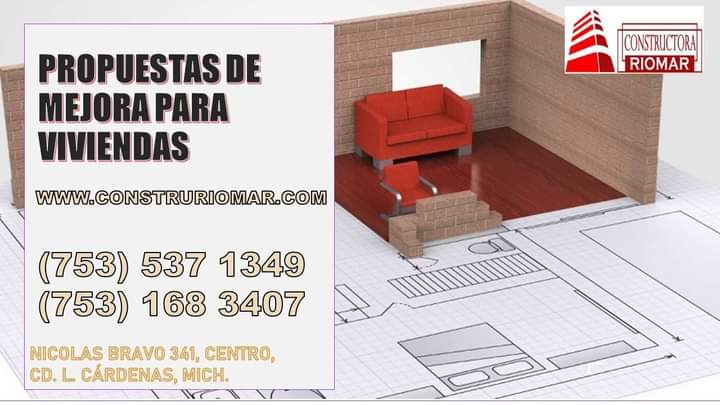 PROPUESTAS DE
MEJORA PARA
VIVIENDAS
WWW.CONSTRURIOMAR.COM
(753) 537 1349
(753) 168 3407
NICOLAS BRAVO 341, CENTRO,
CD. L. CÁRDENAS, MICH.
CONSTRUCTORA
RIOMAR